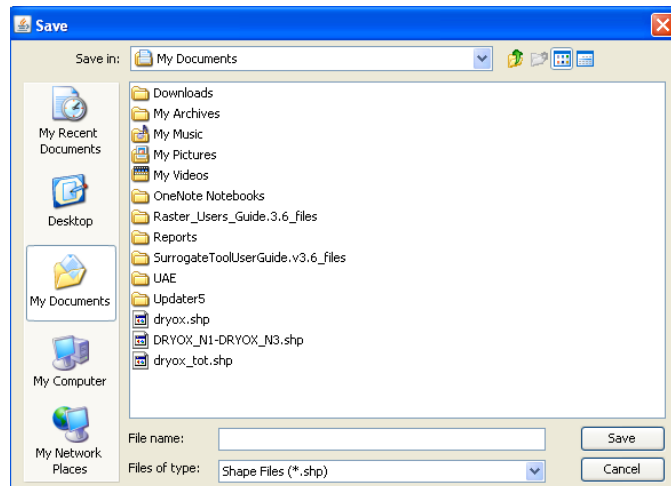 Save
Save in: My Documents
My Recent
Documents
Desktop
My Documents
My Computer
My Network
Places
Downloads
My Archives
My Music
My Pictures
My Videos
OneNote Notebooks
Raster_Users_Guide.3.6_files
Reports
SurrogateToolUserGuide.v3.6_files
UAE
Updater5
dryox.shp
DRYOX_N1-DRYOX_N3.shp
dryox_tot.shp
File name: Save
Files of type: Shape Files (*.shp) Cancel